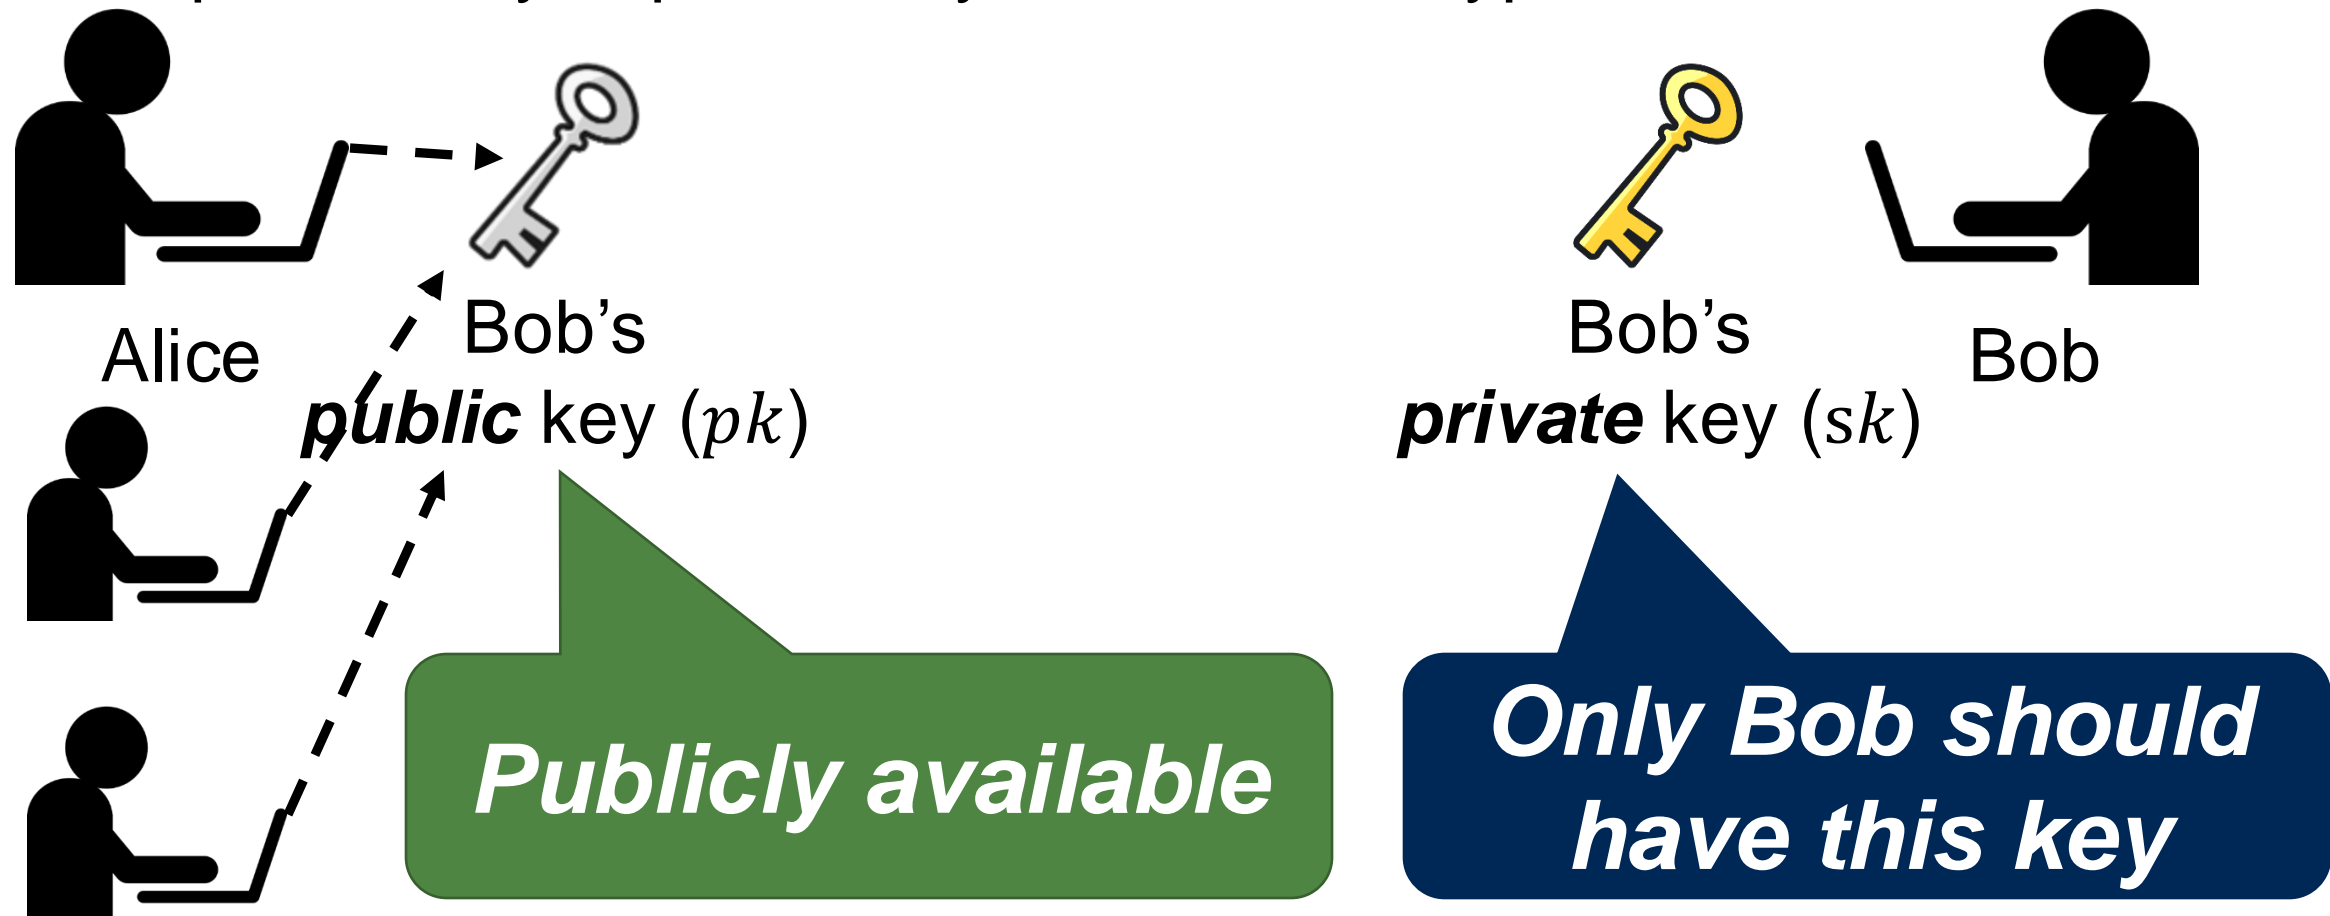 Alice
Bob’s
public key (pk)
Bob’s
private key (sk)
Bob
Publicly available
Only Bob should
have this key